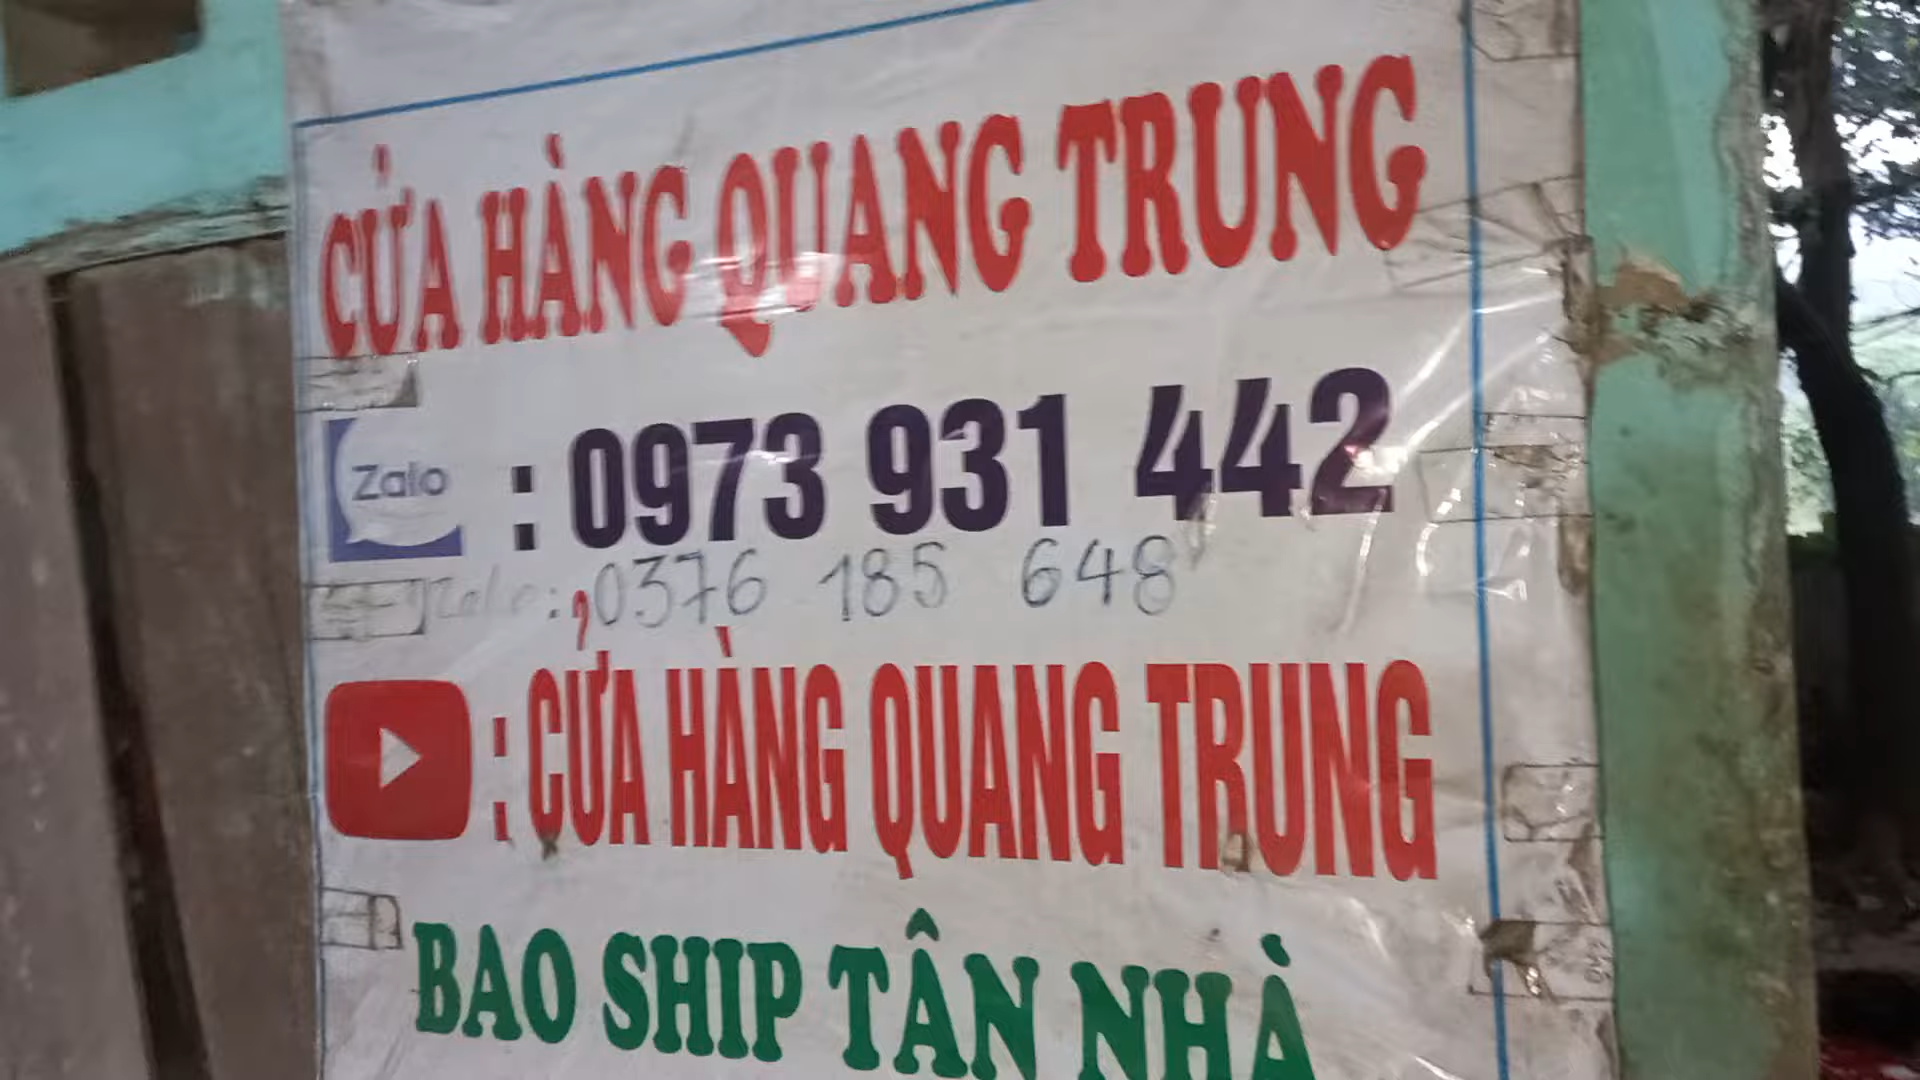 CỬA HÀNG QUANG TRUNG
Zalo : 0973 931 442
Zalo: 0376 185 648
: CỬA HÀNG QUANG TRUNG
BAO SHIP TÂN NHÀ